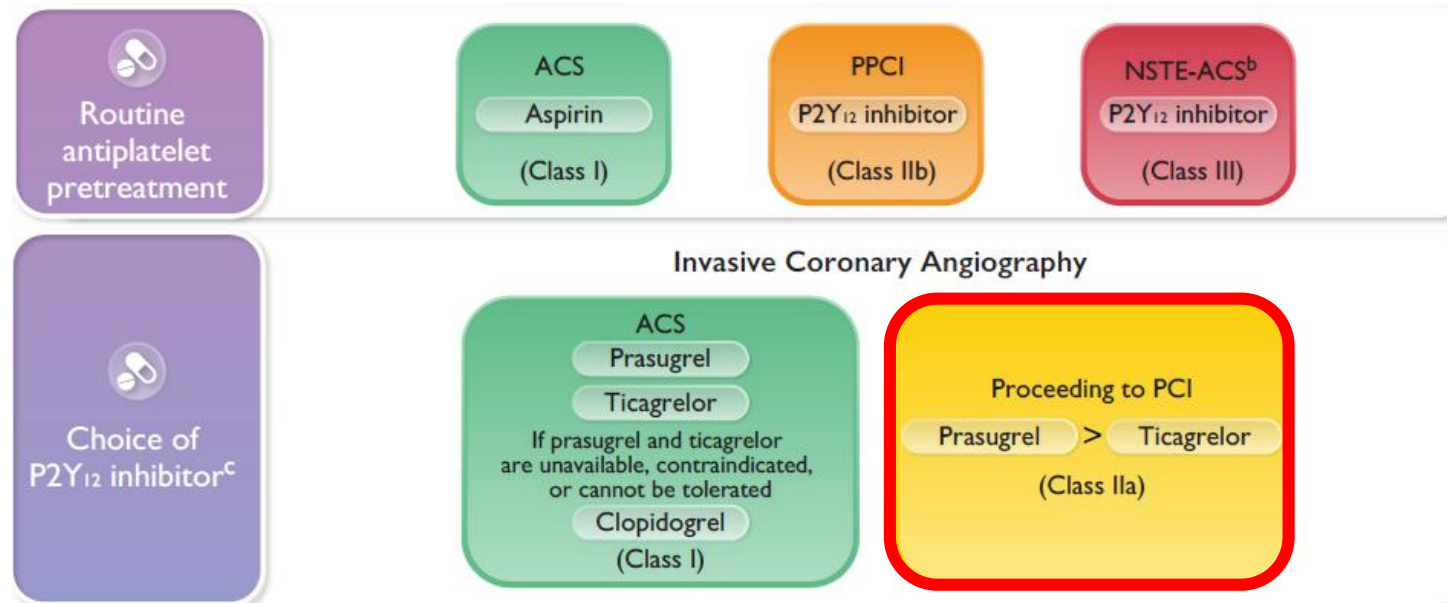 Routine
antiplatelet
pretreatment
ACS
Aspirin
(Class I)
PPCI
P2Y₁₂ inhibitor
(Class IIb)
NSTE-ACSᵇ
P2Y₁₂ inhibitor
(Class III)
Choice of
P2Y₁₂ inhibitorᶜ
Invasive Coronary Angiography
ACS
Prasugrel
Ticagrelor
If prasugrel and ticagrelor
are unavailable, contraindicated,
or cannot be tolerated
Clopidogrel
(Class I)
Proceeding to PCI
Prasugrel > Ticagrelor
(Class IIa)